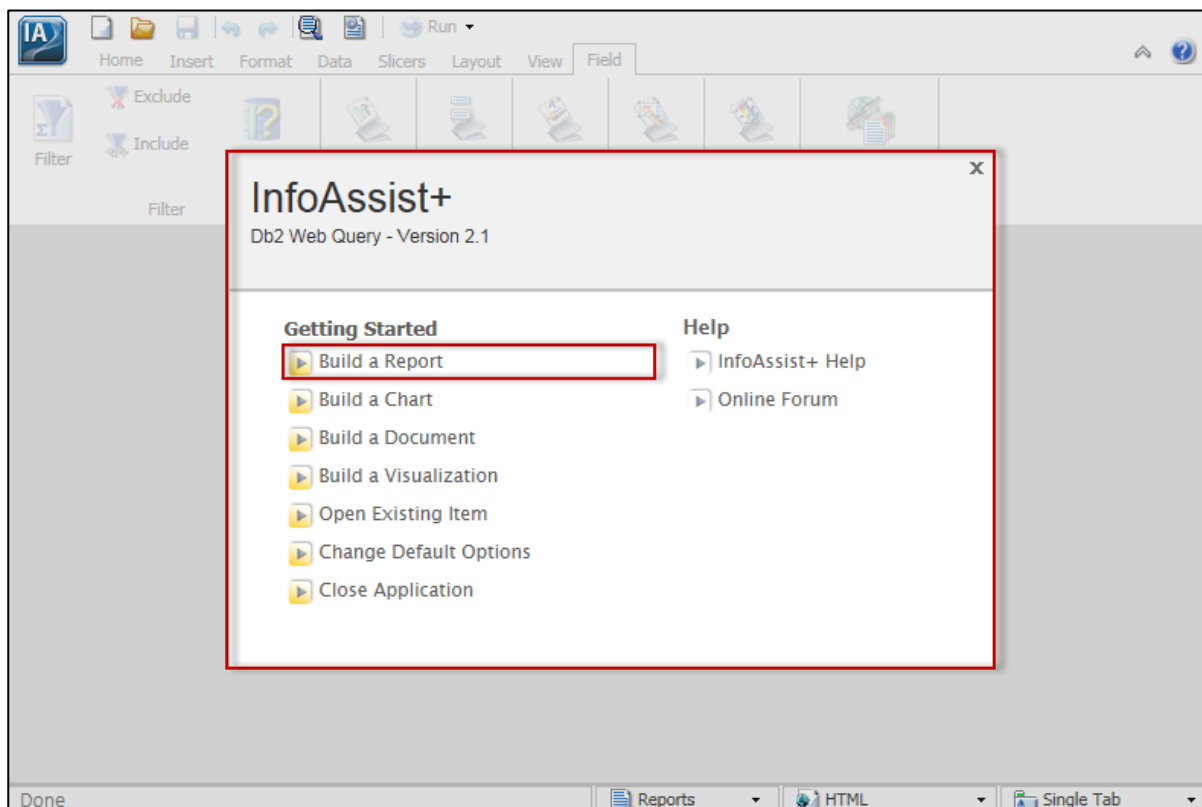 IA
Run
Home Insert Format Data Slicers Layout View Field
Exclude
Include
Filter
Filter
x
InfoAssist+
Db2 Web Query - Version 2.1
Getting Started
Build a Report
Build a Chart
Build a Document
Build a Visualization
Open Existing Item
Change Default Options
Close Application
Help
InfoAssist+ Help
Online Forum
Done Reports HTML Single Tab